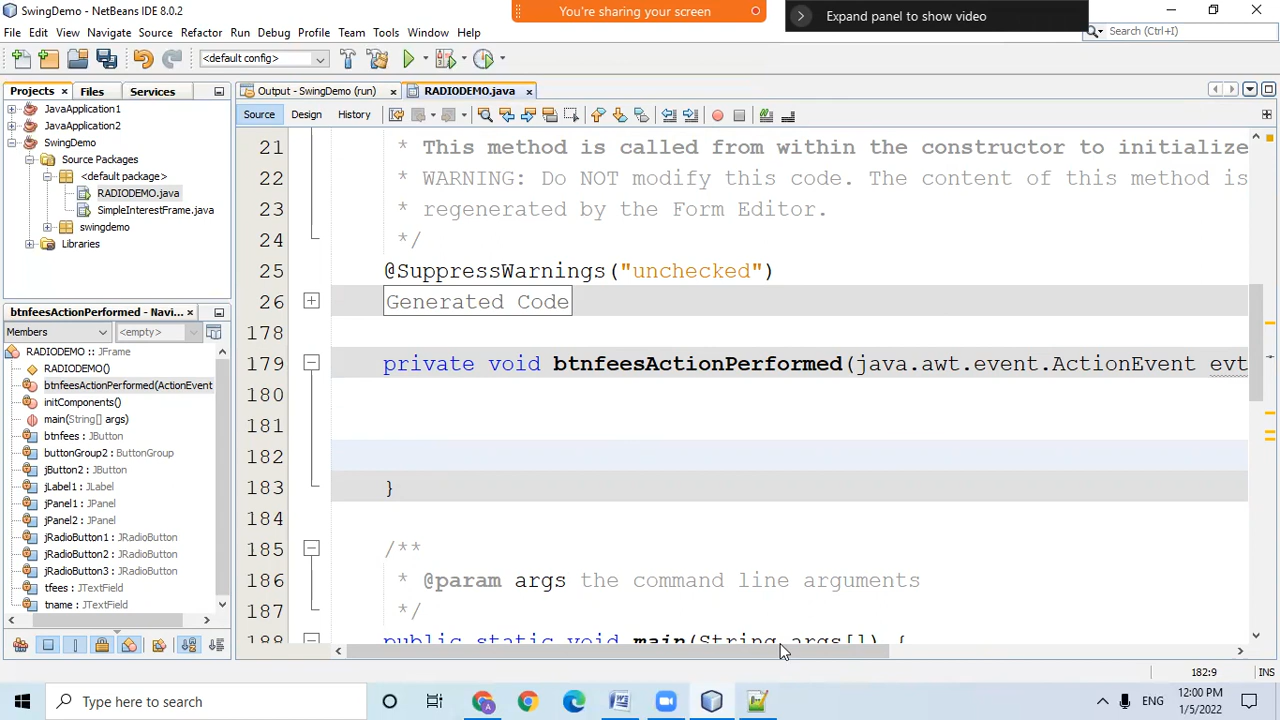 SwingDemo - NetBeans IDE 8.0.2
You're sharing your screen
Expand panel to show video
File Edit View Navigate Source Refactor Run Debug Profile Team Tools Window Help
Search (Ctrl+I)
<default config>
Projects Files Services
Output - SwingDemo (run) RADIODEMO.java
Source Design History
JavaApplication1
JavaApplication2
SwingDemo
Source Packages
<default package>
RADIODEMO.java
SimpleInterestFrame.java
swingdemo
Libraries
btnfeesActionPerformed - Navi...
Members <empty>
RADIODEMO :: JFrame
RADIODEMO()
btnfeesActionPerformed(ActionEvent
initComponents()
main(String[] args)
btnfees : JButton
buttonGroup2 : ButtonGroup
jButton2 : JButton
jLabel1 : JLabel
jPanel1 : JPanel
jPanel2 : JPanel
jRadioButton1 : JRadioButton
jRadioButton2 : JRadioButton
jRadioButton3 : JRadioButton
tfees : JTextField
tname : JTextField
21 * This method is called from within the constructor to initialize
22 * WARNING: Do NOT modify this code. The content of this method is
23 * regenerated by the Form Editor.
24 */
25 @SuppressWarnings("unchecked")
26 Generated Code
178
179 private void btnfeesActionPerformed(java.awt.event.ActionEvent evt
180
181
182
183 }
184
185 /**
186 * @param args the command line arguments
187 */
188 public static void main(String args[]) {
182:9 INS
Type here to search
ENG
12:00 PM
1/5/2022